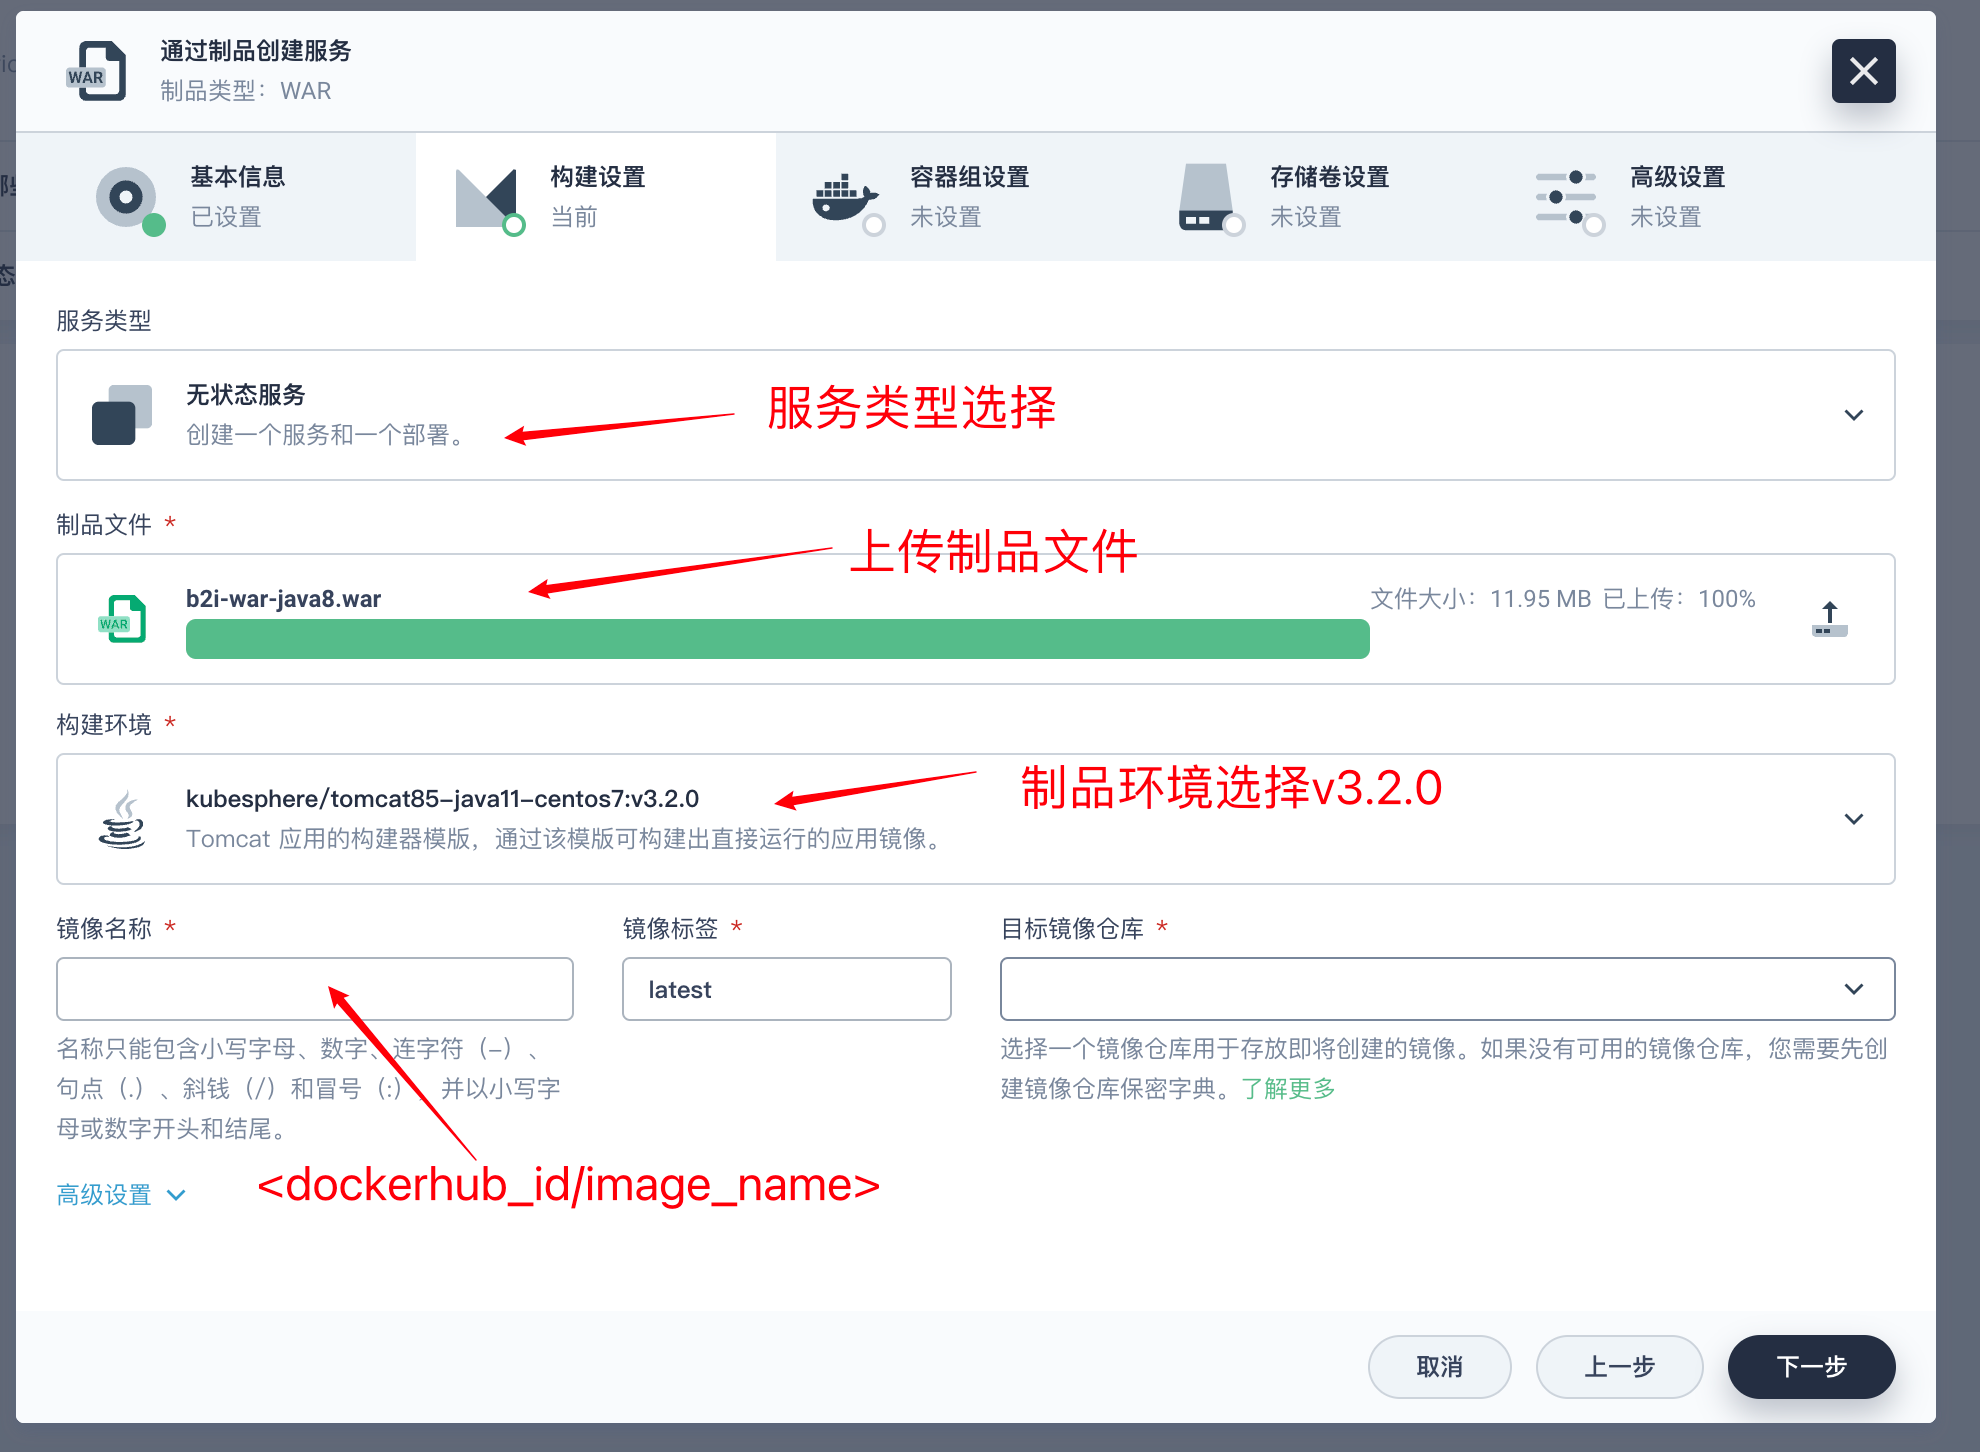 通过制品创建服务
WAR
制品类型：WAR
基本信息
已设置
构建设置
当前
容器组设置
未设置
存储卷设置
未设置
高级设置
未设置
服务类型
无状态服务
创建一个服务和一个部署。
服务类型选择
制品文件 *
上传制品文件
b2i-war-java8.war
文件大小：11.95 MB 已上传：100%
WAR
构建环境 *
kubesphere/tomcat85-java11-centos7:v3.2.0
制品环境选择v3.2.0
Tomcat 应用的构建器模版，通过该模版可构建出直接运行的应用镜像。
镜像名称 *
镜像标签 *
目标镜像仓库 *
latest
名称只能包含小写字母、数字、连字符（-）、
句点（.）、斜钱（/）和冒号（:），并以小写字
母或数字开头和结尾。
选择一个镜像仓库用于存放即将创建的镜像。如果没有可用的镜像仓库，您需要先创
建镜像仓库保密字典。了解更多
<dockerhub_id/image_name>
高级设置
取消
上一步
下一步